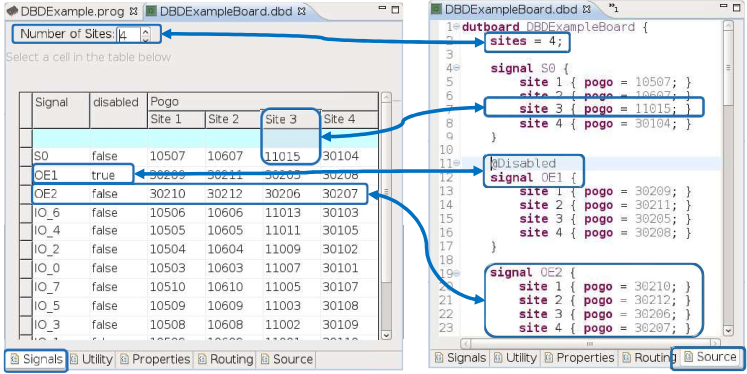 DBDExample.prog DBDExampleBoard.dbd
Number of Sites: 4
Select a cell in the table below
Signal disabled Pogo
Site 1 Site 2 Site 3 Site 4
S0 false 10507 10607 11015 30104
OE1 true 30209 30211 30205 30208
OE2 false 30210 30212 30206 30207
IO_6 false 10506 10606 11013 30103
IO_4 false 10505 10605 11011 30105
IO_2 false 10504 10604 11009 30102
IO_0 false 10503 10603 11007 30101
IO_7 false 10510 10610 11005 30107
IO_5 false 10509 10609 11003 30108
IO_3 false 10508 10608 11002 30109
Signals Utility Properties Routing Source
DBDExampleBoard.dbd "1
1 dutboard DBDExampleBoard {
2 sites = 4;
3
4 signal S0 {
5 site 1 { pogo = 10507; }
6 site 2 { pogo = 10607; }
7 site 3 { pogo = 11015; }
8 site 4 { pogo = 30104; }
9 }
10
11 @Disabled
12 signal OE1 {
13 site 1 { pogo = 30209; }
14 site 2 { pogo = 30211; }
15 site 3 { pogo = 30205; }
16 site 4 { pogo = 30208; }
17 }
18
19 signal OE2 {
20 site 1 { pogo = 30210; }
21 site 2 { pogo = 30212; }
22 site 3 { pogo = 30206; }
23 site 4 { pogo = 30207; }
Signals Utility Properties Routing Source